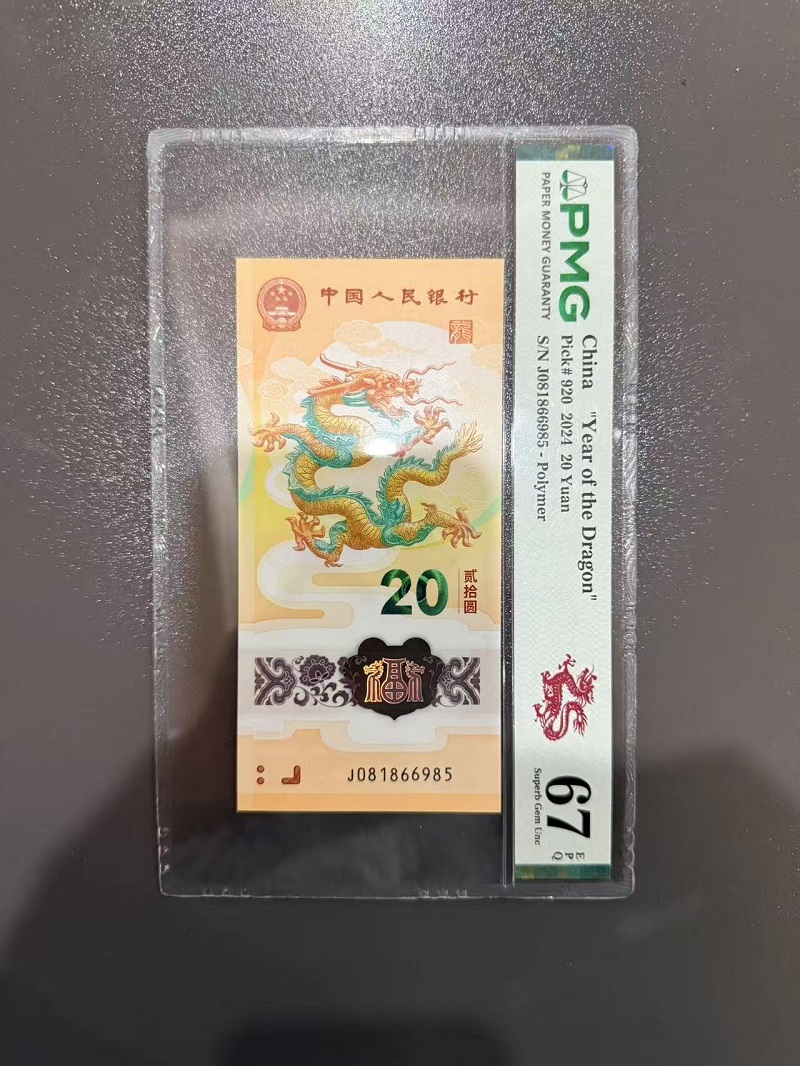 中国人民银行
龍
20
贰拾圆
福
J081866985
PMG
PAPER MONEY GUARANTY
China "Year of the Dragon"
Pick# 920 2024 20 Yuan
S/N J081866985 - Polymer
67
EPQ
Superb Gem Unc